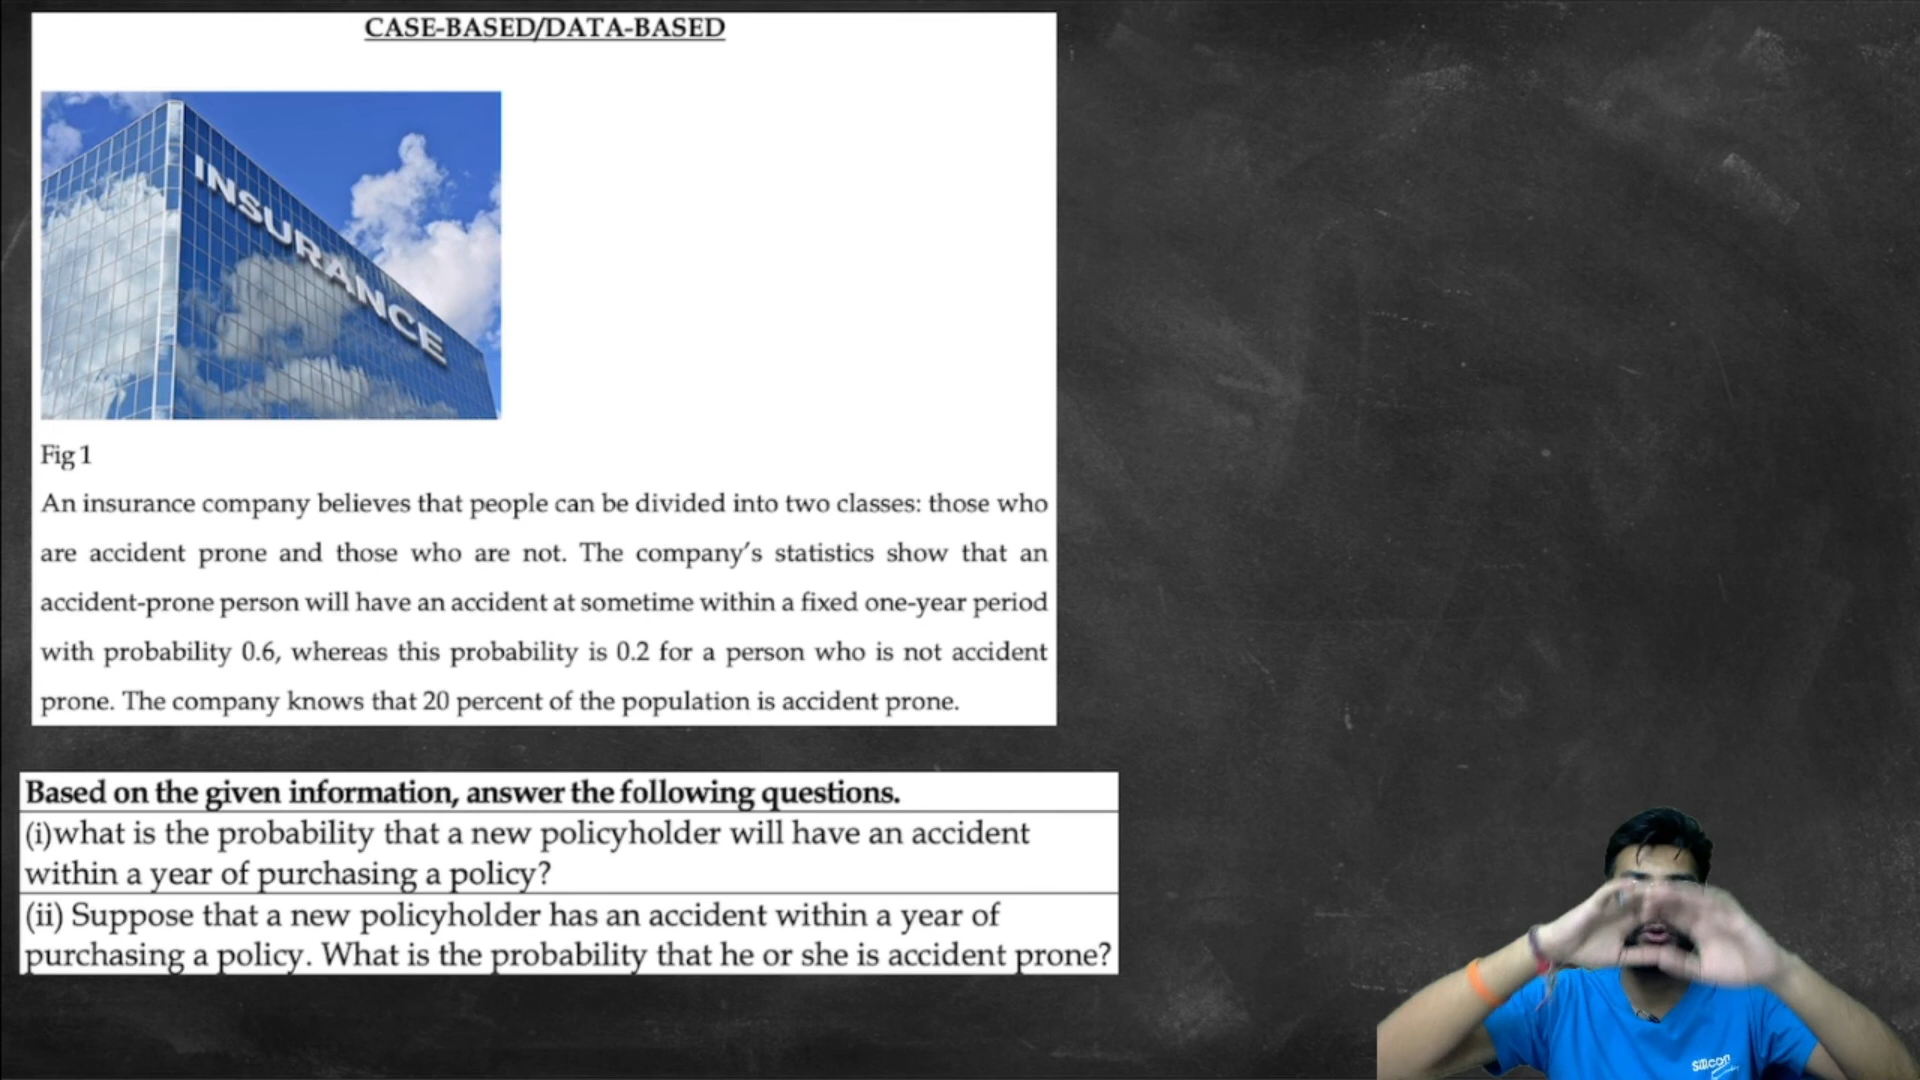 CASE-BASED/DATA-BASED
INSURANCE
Fig 1
An insurance company believes that people can be divided into two classes: those who
are accident prone and those who are not. The company's statistics show that an
accident-prone person will have an accident at sometime within a fixed one-year period
with probability 0.6, whereas this probability is 0.2 for a person who is not accident
prone. The company knows that 20 percent of the population is accident prone.
Based on the given information, answer the following questions.
(i)what is the probability that a new policyholder will have an accident
within a year of purchasing a policy?
(ii) Suppose that a new policyholder has an accident within a year of
purchasing a policy. What is the probability that he or she is accident prone?
silicon